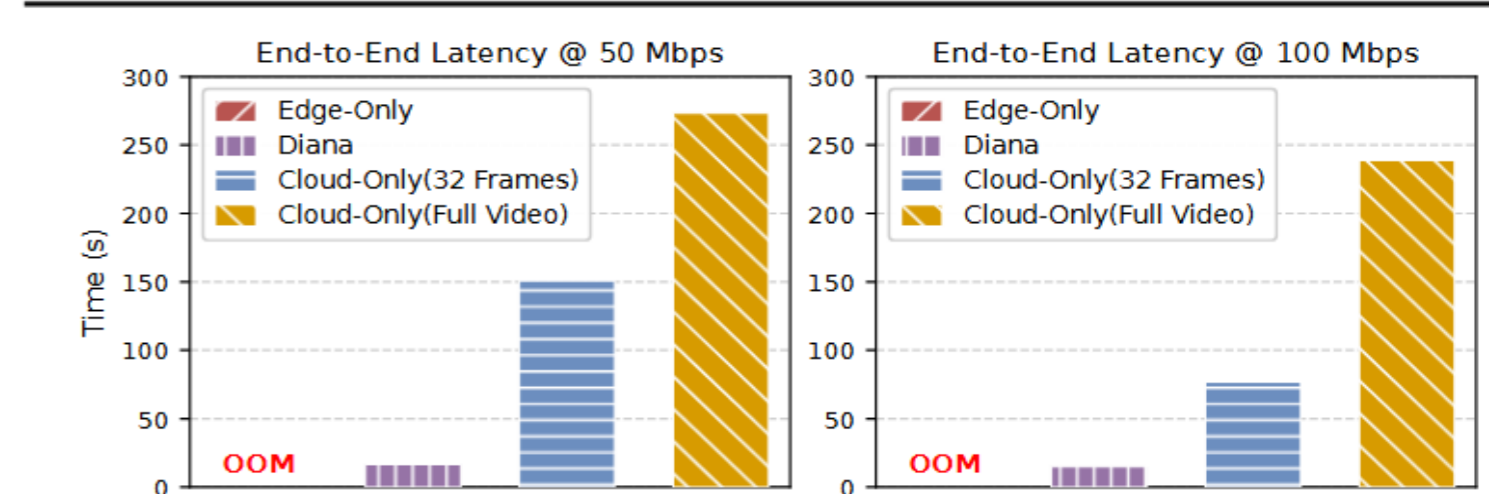 End-to-End Latency @ 50 Mbps
300
250
200
150
100
50
0
Time (s)
Edge-Only
Diana
Cloud-Only(32 Frames)
Cloud-Only(Full Video)
OOM
End-to-End Latency @ 100 Mbps
300
250
200
150
100
50
0
Edge-Only
Diana
Cloud-Only(32 Frames)
Cloud-Only(Full Video)
OOM